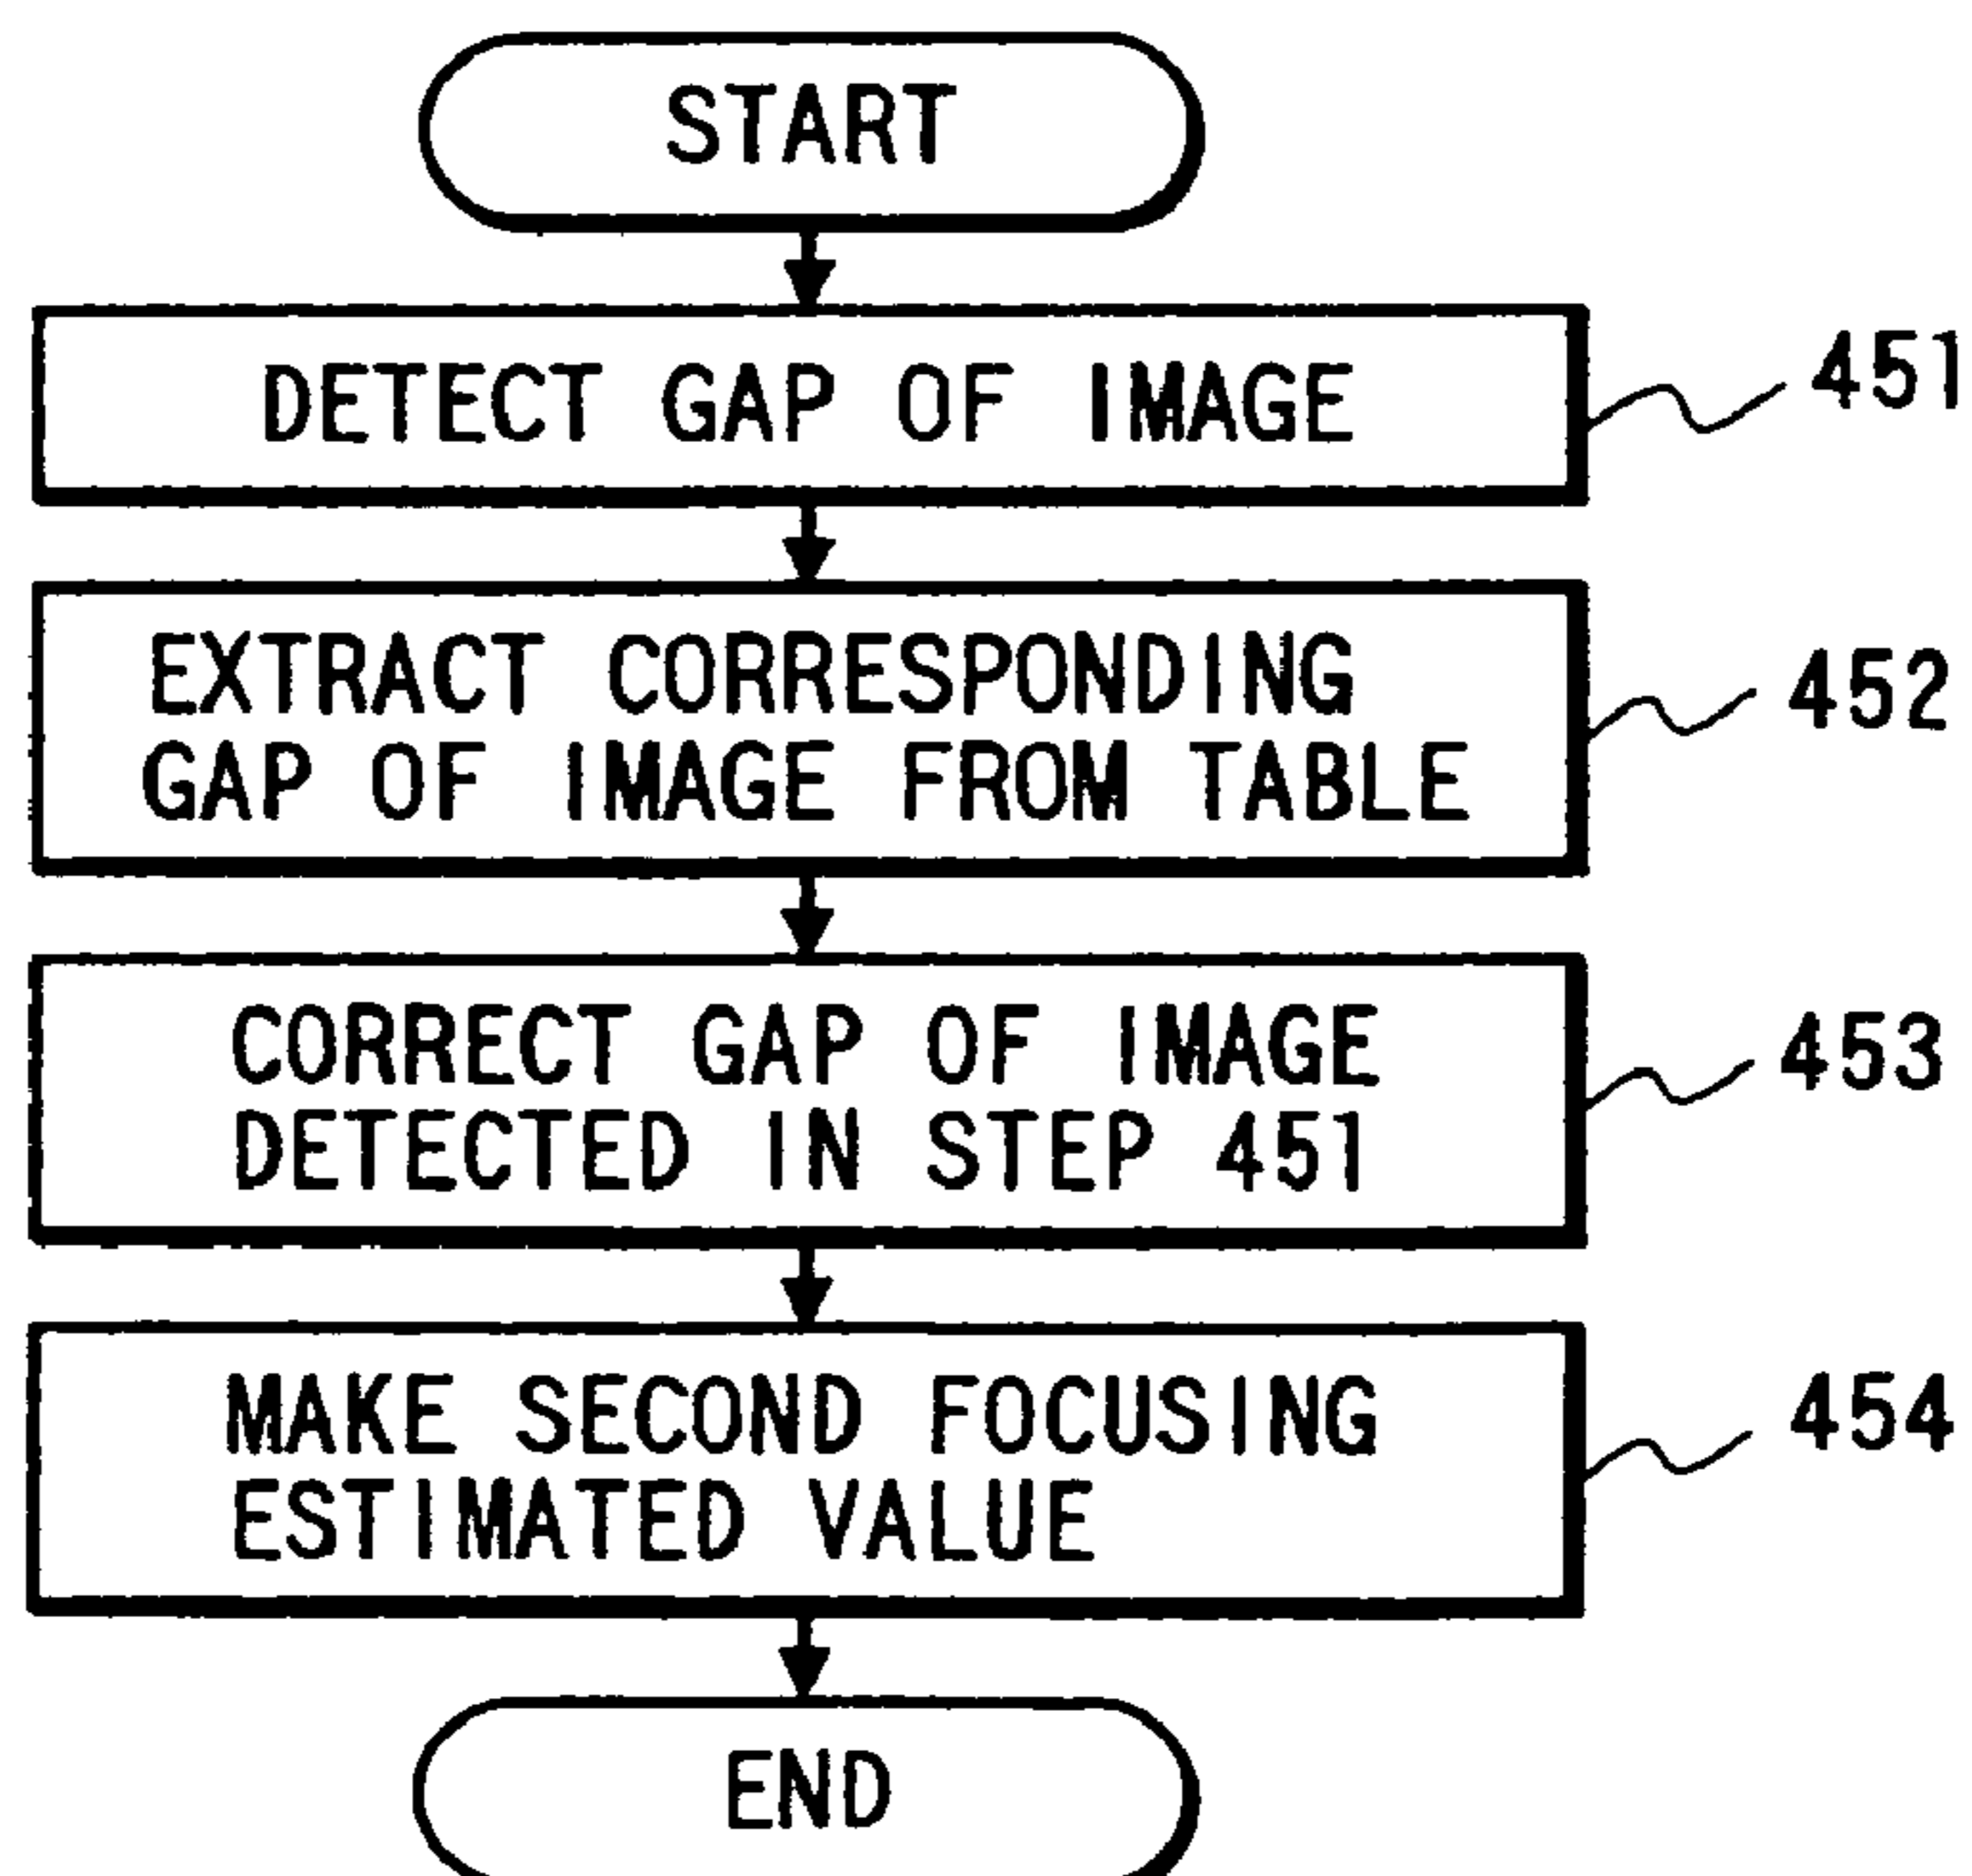 START
DETECT GAP OF IMAGE
451
EXTRACT CORRESPONDING
GAP OF IMAGE FROM TABLE
452
CORRECT GAP OF IMAGE
DETECTED IN STEP 451
453
MAKE SECOND FOCUSING
ESTIMATED VALUE
454
END